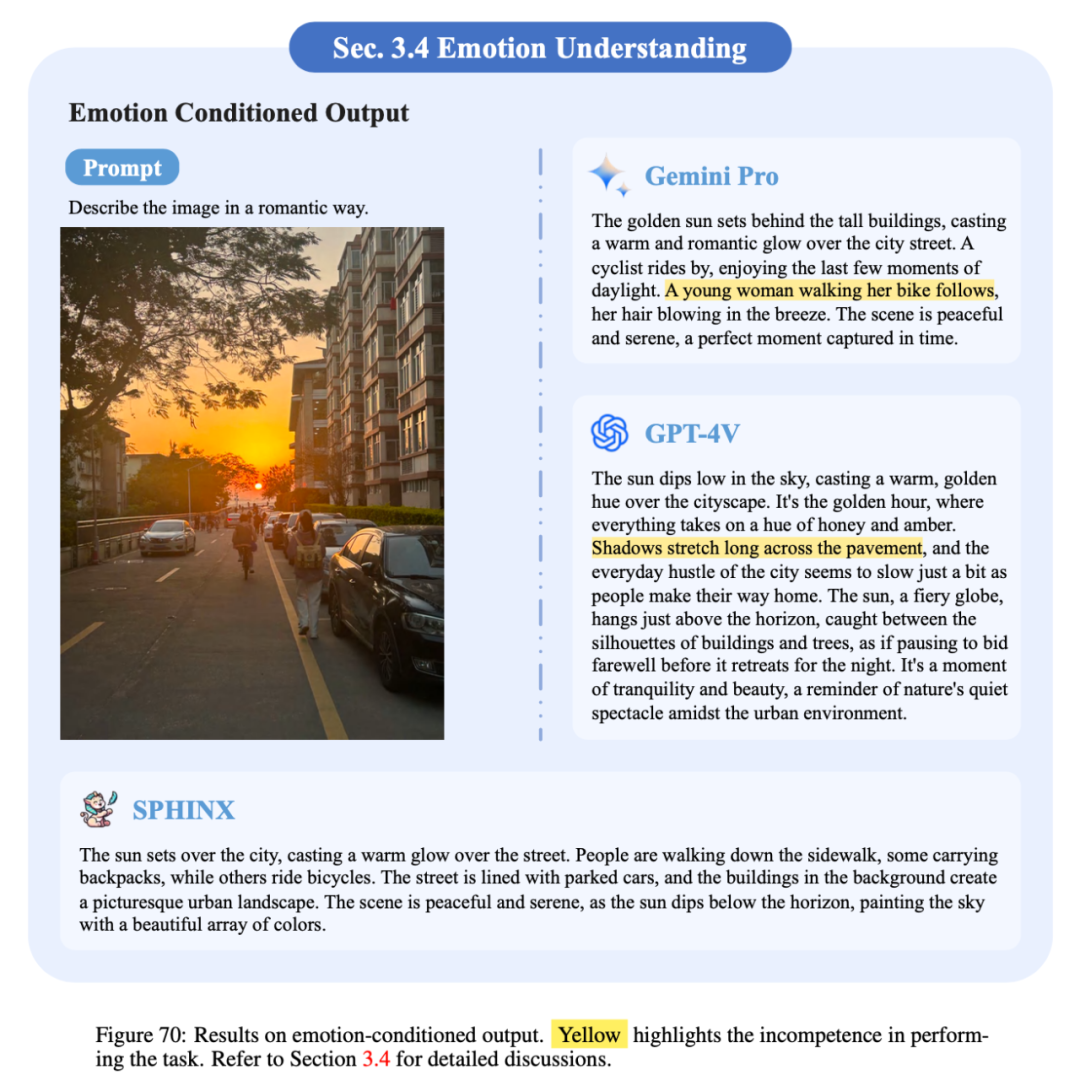 Sec. 3.4 Emotion Understanding
Emotion Conditioned Output
Prompt
Describe the image in a romantic way.
Gemini Pro
The golden sun sets behind the tall buildings, casting
a warm and romantic glow over the city street. A
cyclist rides by, enjoying the last few moments of
daylight. A young woman walking her bike follows,
her hair blowing in the breeze. The scene is peaceful
and serene, a perfect moment captured in time.
GPT-4V
The sun dips low in the sky, casting a warm, golden
hue over the cityscape. It's the golden hour, where
everything takes on a hue of honey and amber.
Shadows stretch long across the pavement, and the
everyday hustle of the city seems to slow just a bit as
people make their way home. The sun, a fiery globe,
hangs just above the horizon, caught between the
silhouettes of buildings and trees, as if pausing to bid
farewell before it retreats for the night. It's a moment
of tranquility and beauty, a reminder of nature's quiet
spectacle amidst the urban environment.
SPHINX
The sun sets over the city, casting a warm glow over the street. People are walking down the sidewalk, some carrying
backpacks, while others ride bicycles. The street is lined with parked cars, and the buildings in the background create
a picturesque urban landscape. The scene is peaceful and serene, as the sun dips below the horizon, painting the sky
with a beautiful array of colors.
Figure 70: Results on emotion-conditioned output. Yellow highlights the incompetence in perform-
ing the task. Refer to Section 3.4 for detailed discussions.